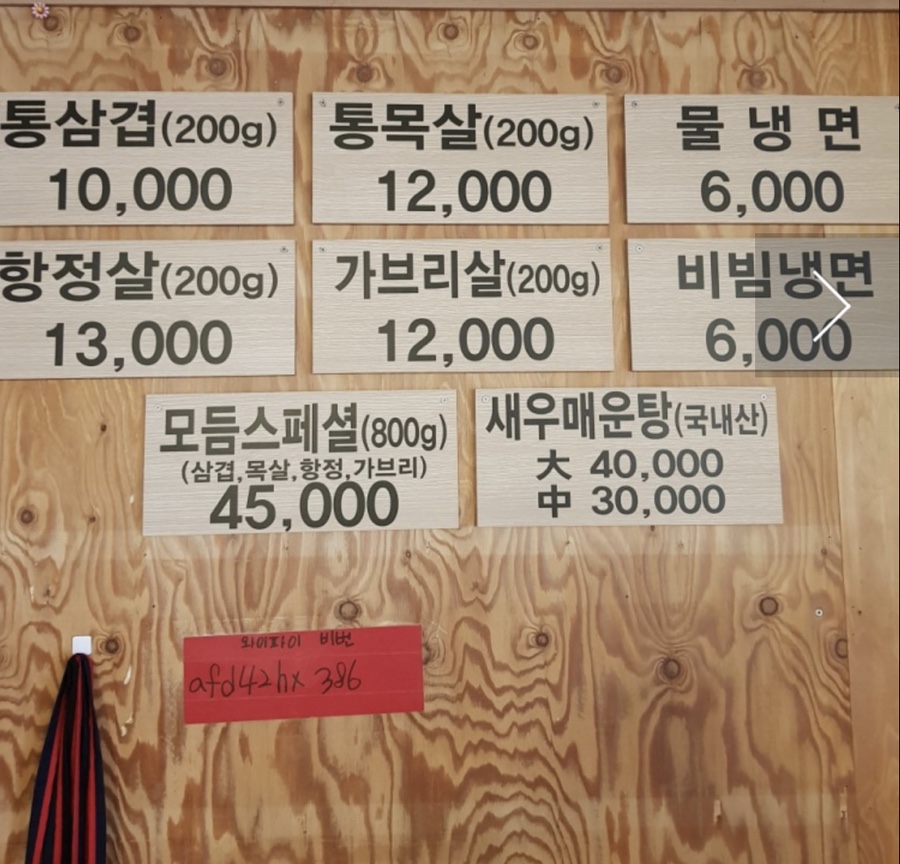 통삼겹(200g)
10,000
통목살(200g)
12,000
물냉면
6,000
항정살(200g)
13,000
가브리살(200g)
12,000
비빔냉면
6,000
모듬스페셜(800g)
(삼겹,목살,항정,가브리)
45,000
새우매운탕(국내산)
大 40,000
中 30,000
와이파이 비번
afd42hx 386